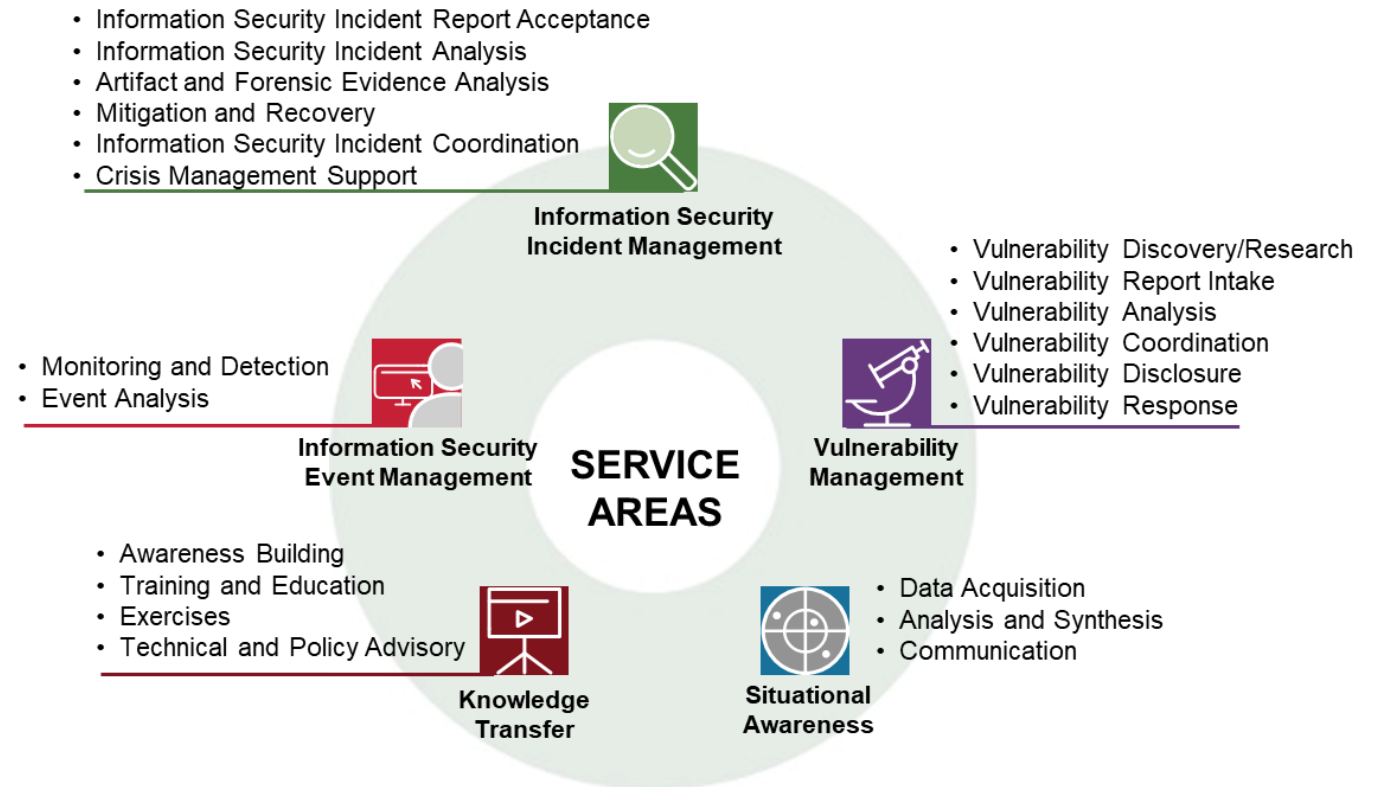 • Information Security Incident Report Acceptance
• Information Security Incident Analysis
• Artifact and Forensic Evidence Analysis
• Mitigation and Recovery
• Information Security Incident Coordination
• Crisis Management Support
Information Security
Incident Management
• Vulnerability Discovery/Research
• Vulnerability Report Intake
• Vulnerability Analysis
• Vulnerability Coordination
• Vulnerability Disclosure
• Vulnerability Response
Vulnerability
Management
• Monitoring and Detection
• Event Analysis
Information Security
Event Management
SERVICE
AREAS
• Awareness Building
• Training and Education
• Exercises
• Technical and Policy Advisory
Knowledge
Transfer
• Data Acquisition
• Analysis and Synthesis
• Communication
Situational
Awareness